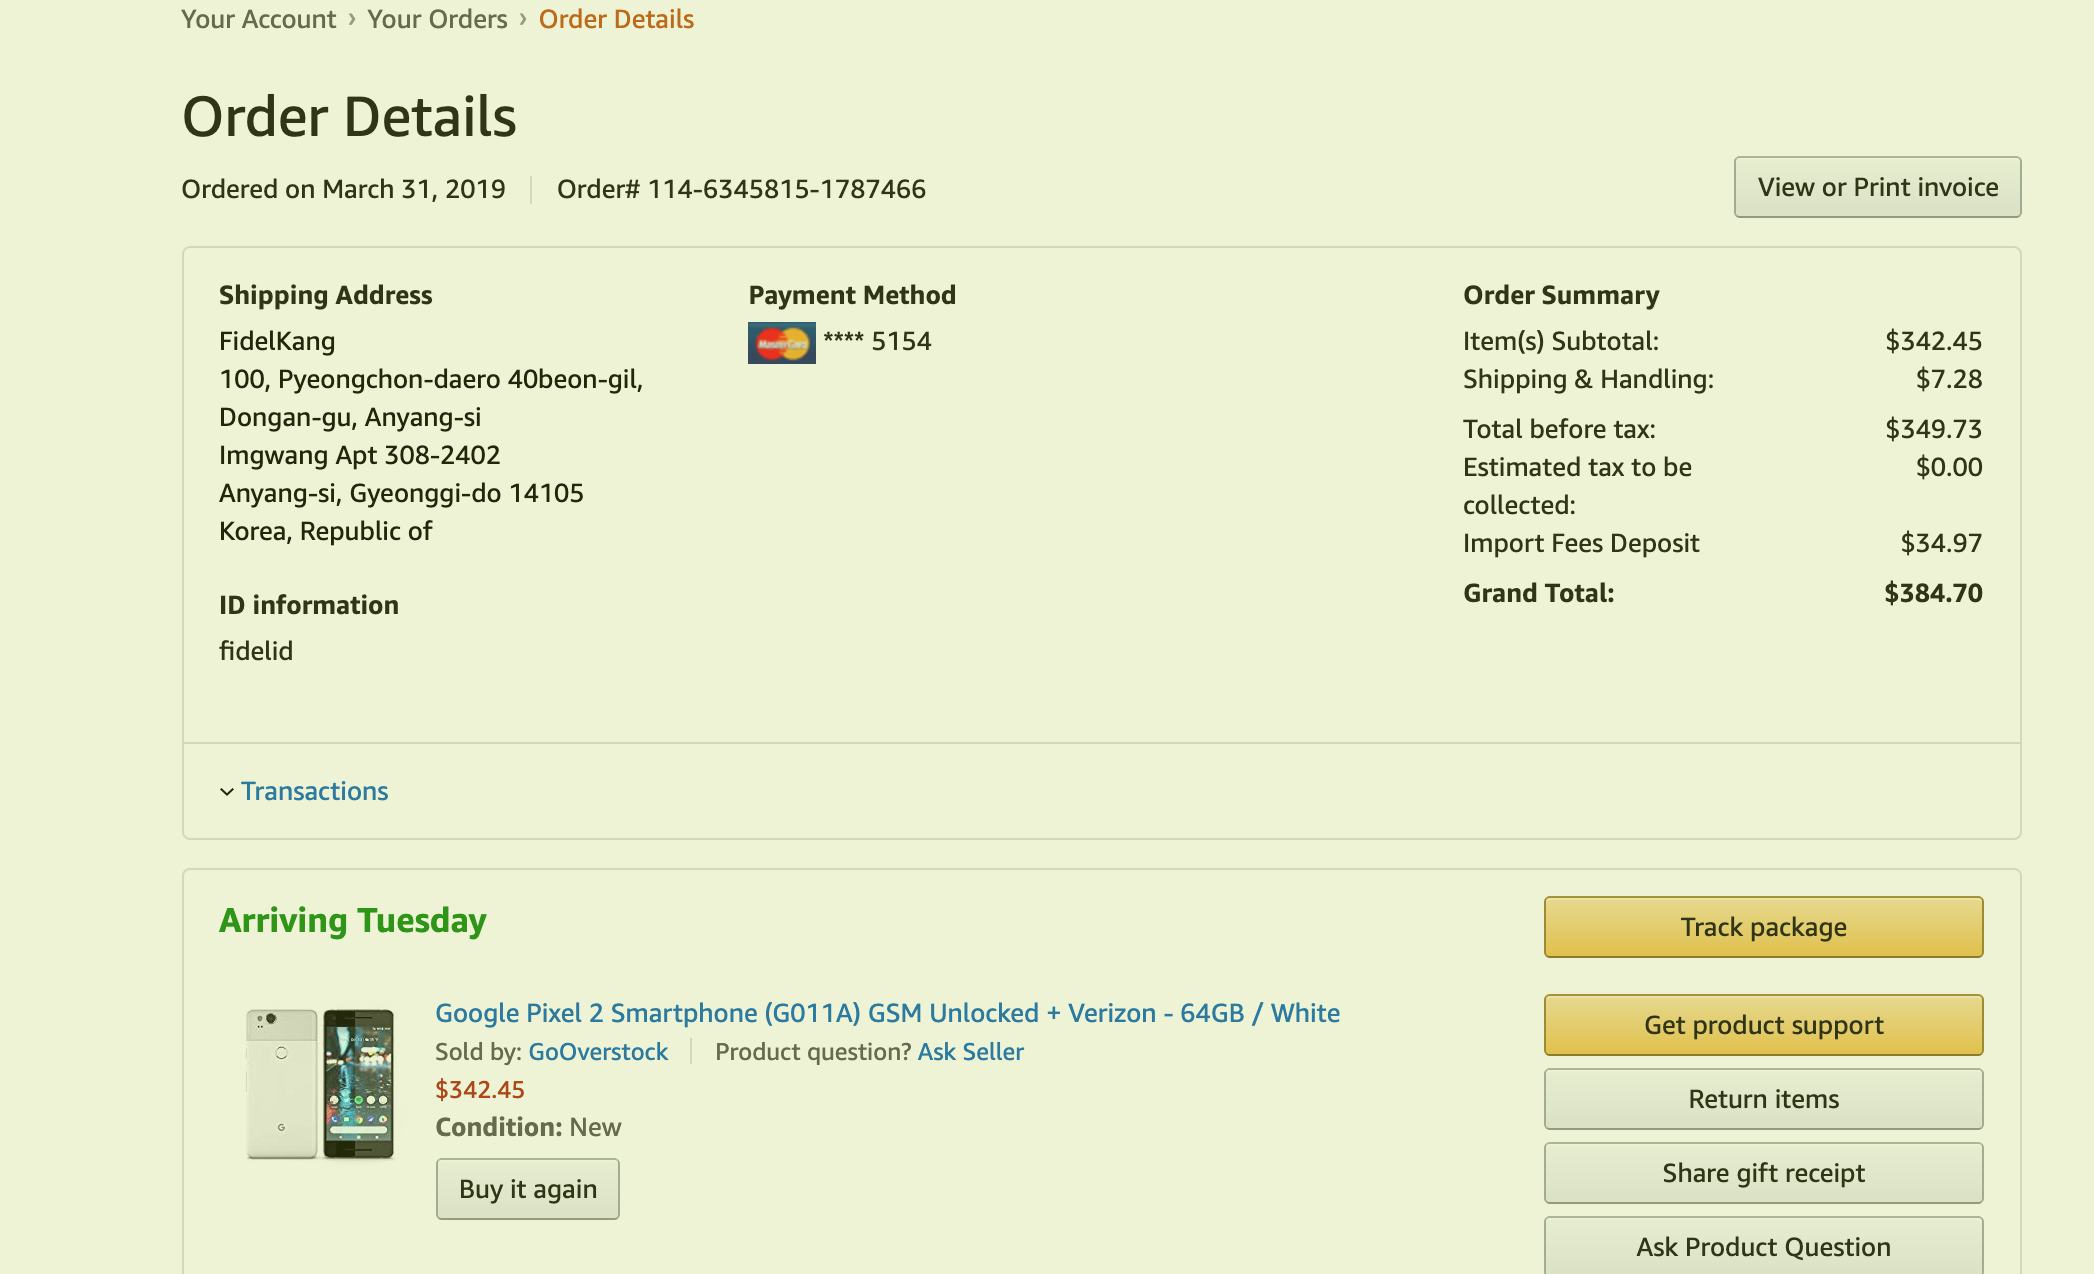 Your Account › Your Orders › Order Details
Order Details
Ordered on March 31, 2019 Order# 114-6345815-1787466
View or Print invoice
Shipping Address
FidelKang
100, Pyeongchon-daero 40beon-gil,
Dongan-gu, Anyang-si
Imgwang Apt 308-2402
Anyang-si, Gyeonggi-do 14105
Korea, Republic of
ID information
fidelid
Payment Method
MasterCard **** 5154
Order Summary
Item(s) Subtotal: $342.45
Shipping & Handling: $7.28
Total before tax: $349.73
Estimated tax to be $0.00
collected:
Import Fees Deposit $34.97
Grand Total: $384.70
Transactions
Arriving Tuesday
Google Pixel 2 Smartphone (G011A) GSM Unlocked + Verizon - 64GB / White
Sold by: GoOverstock Product question? Ask Seller
$342.45
Condition: New
Buy it again
Track package
Get product support
Return items
Share gift receipt
Ask Product Question